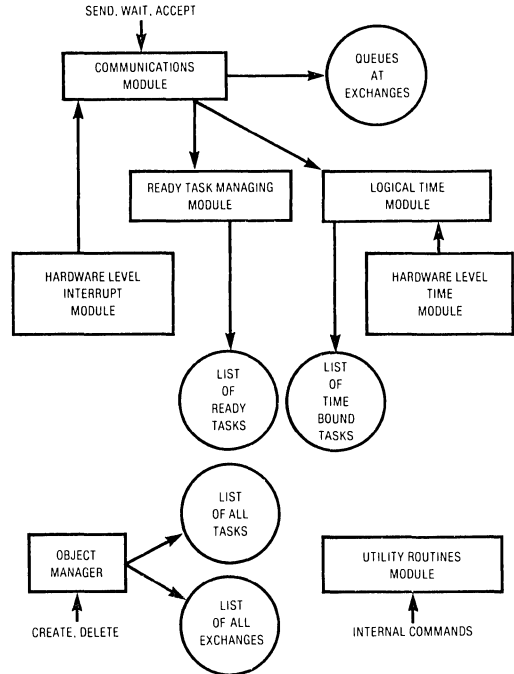 SEND, WAIT, ACCEPT
COMMUNICATIONS
MODULE
QUEUES
AT
EXCHANGES
READY TASK MANAGING
MODULE
LOGICAL TIME
MODULE
HARDWARE LEVEL
INTERRUPT
MODULE
HARDWARE LEVEL
TIME
MODULE
LIST
OF
READY
TASKS
LIST
OF
TIME
BOUND
TASKS
LIST
OF ALL
TASKS
OBJECT
MANAGER
UTILITY ROUTINES
MODULE
LIST
OF ALL
EXCHANGES
CREATE, DELETE
INTERNAL COMMANDS